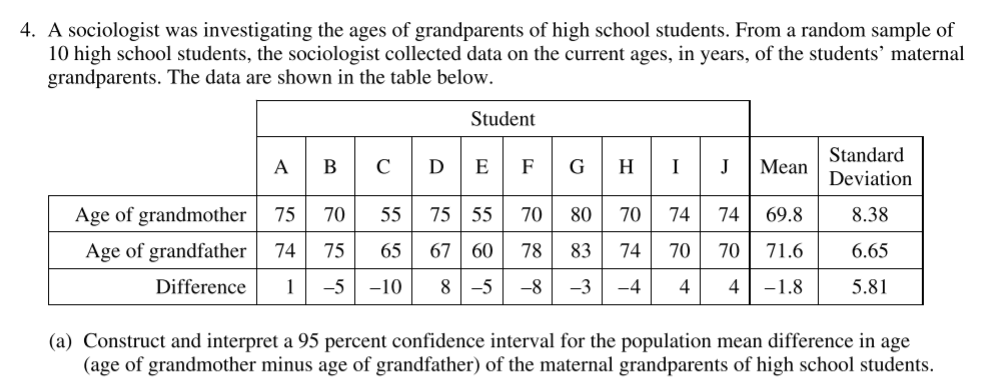 4. A sociologist was investigating the ages of grandparents of high school students. From a random sample of
10 high school students, the sociologist collected data on the current ages, in years, of the students’ maternal
grandparents. The data are shown in the table below.
Student
A B C D E F G H I J Mean Standard Deviation
Age of grandmother 75 70 55 75 55 70 80 70 74 74 69.8 8.38
Age of grandfather 74 75 65 67 60 78 83 74 70 70 71.6 6.65
Difference 1 –5 –10 8 –5 –8 –3 –4 4 4 –1.8 5.81
(a) Construct and interpret a 95 percent confidence interval for the population mean difference in age
(age of grandmother minus age of grandfather) of the maternal grandparents of high school students.